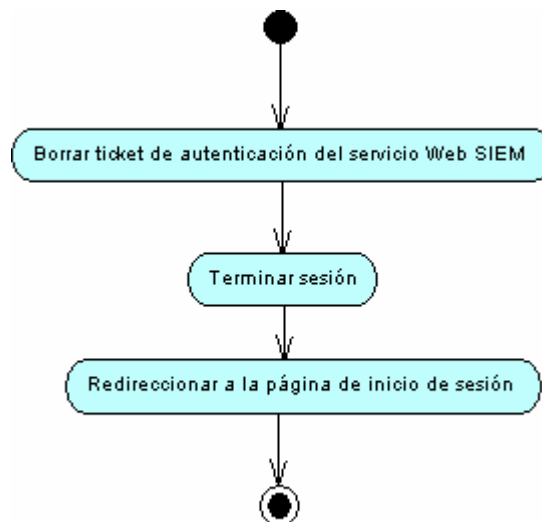 Borrar ticket de autenticación del servicio Web SIEM
Terminar sesión
Redireccionar a la página de inicio de sesión